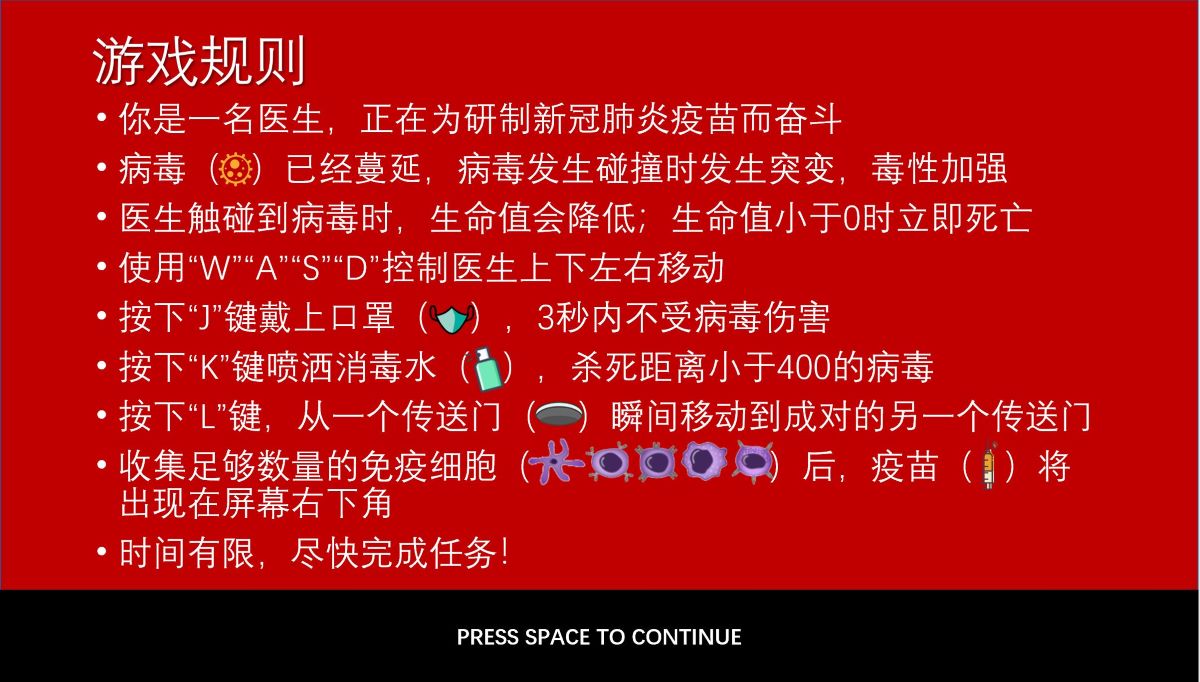 游戏规则
• 你是一名医生，正在为研制新冠肺炎疫苗而奋斗
• 病毒（）已经蔓延，病毒发生碰撞时发生突变，毒性加强
• 医生触碰到病毒时，生命值会降低；生命值小于0时立即死亡
• 使用“W”“A”“S”“D”控制医生上下左右移动
• 按下“J”键戴上口罩（），3秒内不受病毒伤害
• 按下“K”键喷洒消毒水（），杀死距离小于400的病毒
• 按下“L”键，从一个传送门（）瞬间移动到成对的另一个传送门
• 收集足够数量的免疫细胞（）后，疫苗（）将
出现在屏幕右下角
• 时间有限，尽快完成任务！
PRESS SPACE TO CONTINUE